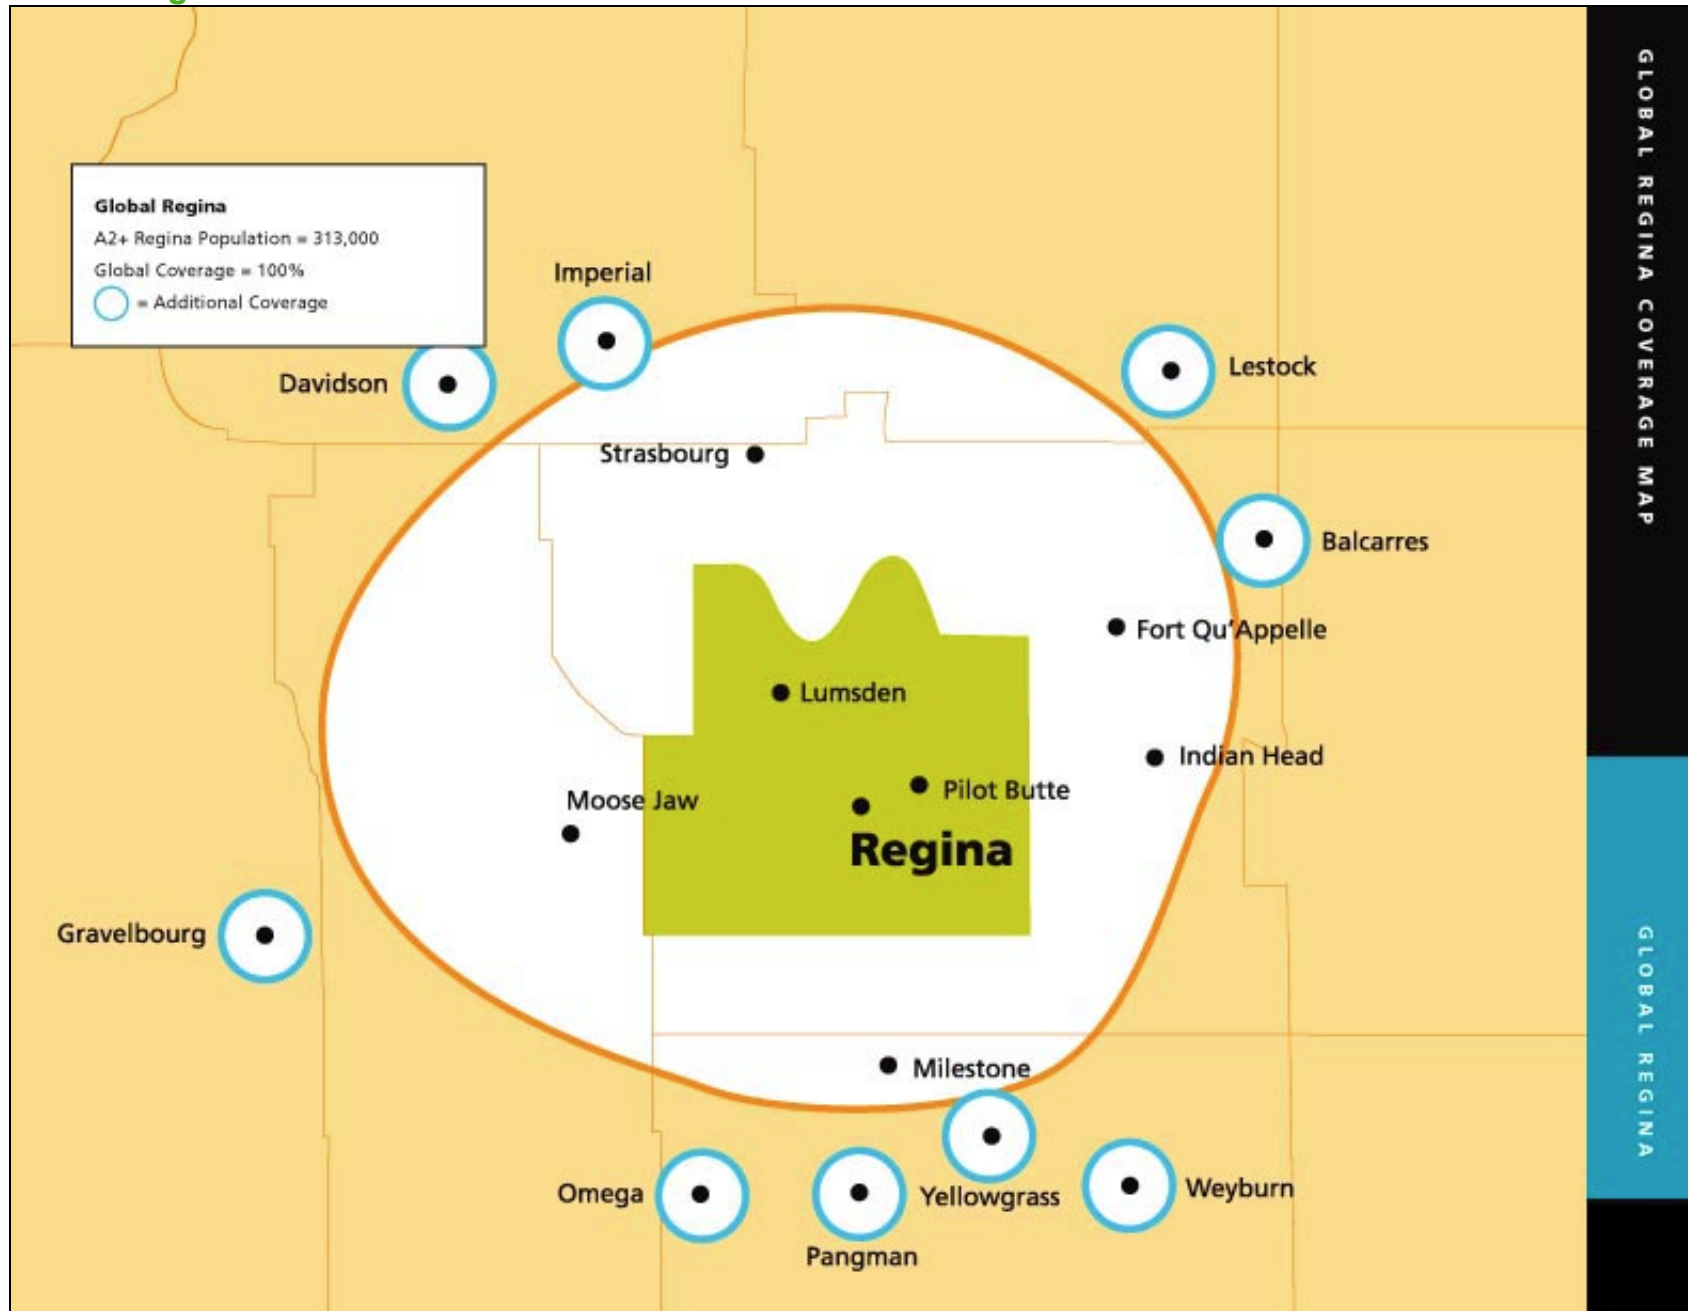 Global Regina
A2+ Regina Population = 313,000
Global Coverage = 100%
= Additional Coverage
Imperial
Davidson
Lestock
Strasbourg
Balcarres
Fort Qu'Appelle
Lumsden
Indian Head
Pilot Butte
Moose Jaw
Regina
Gravelbourg
Milestone
Omega
Yellowgrass
Weyburn
Pangman
GLOBAL REGINA COVERAGE MAP
GLOBAL REGINA